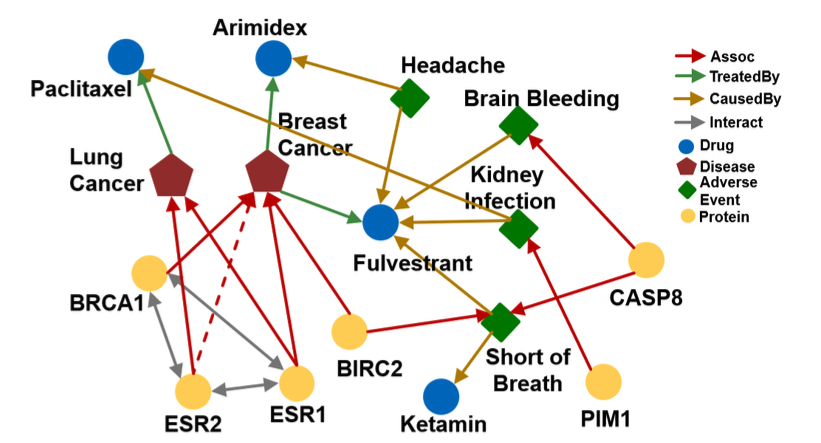 Arimidex
Paclitaxel
Headache
Brain Bleeding
Breast
Cancer
Lung
Cancer
Kidney
Infection
Fulvestrant
BRCA1
CASP8
BIRC2
Short of
Breath
ESR2
ESR1
Ketamin
PIM1
Assoc
TreatedBy
CausedBy
Interact
Drug
Disease
Adverse
Event
Protein